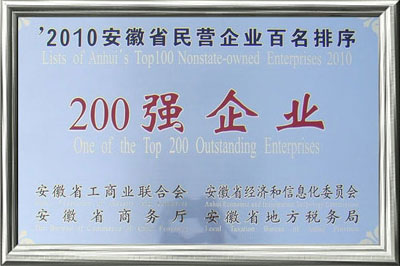 '2010安徽省民营企业百名排序
Lists of Anhui's Top100 Nonstate-owned Enterprises 2010
200强企业
One of the Top 200 Outstanding Enterprises
安徽省工商业联合会 安徽省经济和信息化委员会
安徽省商务厅 安徽省地方税务局